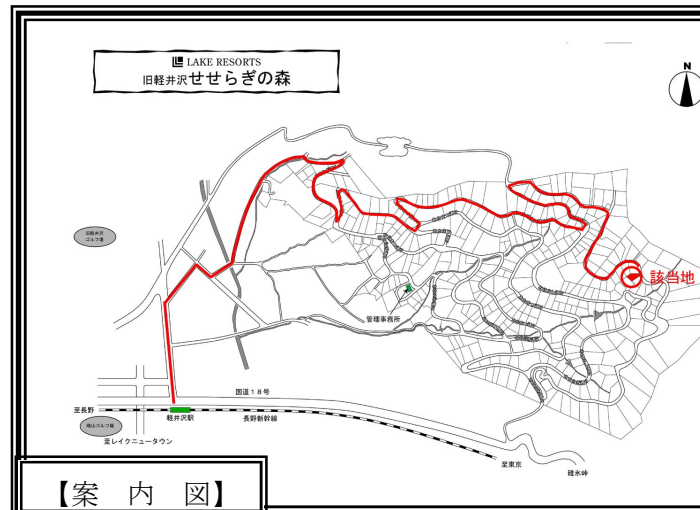 LAKE RESORTS
旧軽井沢せせらぎの森
N
旧軽井沢
ゴルフ場
該当地
管理事務所
国道18号
至長野
軽井沢駅
長野新幹線
晴山ゴルフ場
至レイクニュータウン
至東京
碓氷峠
【案 内 図】